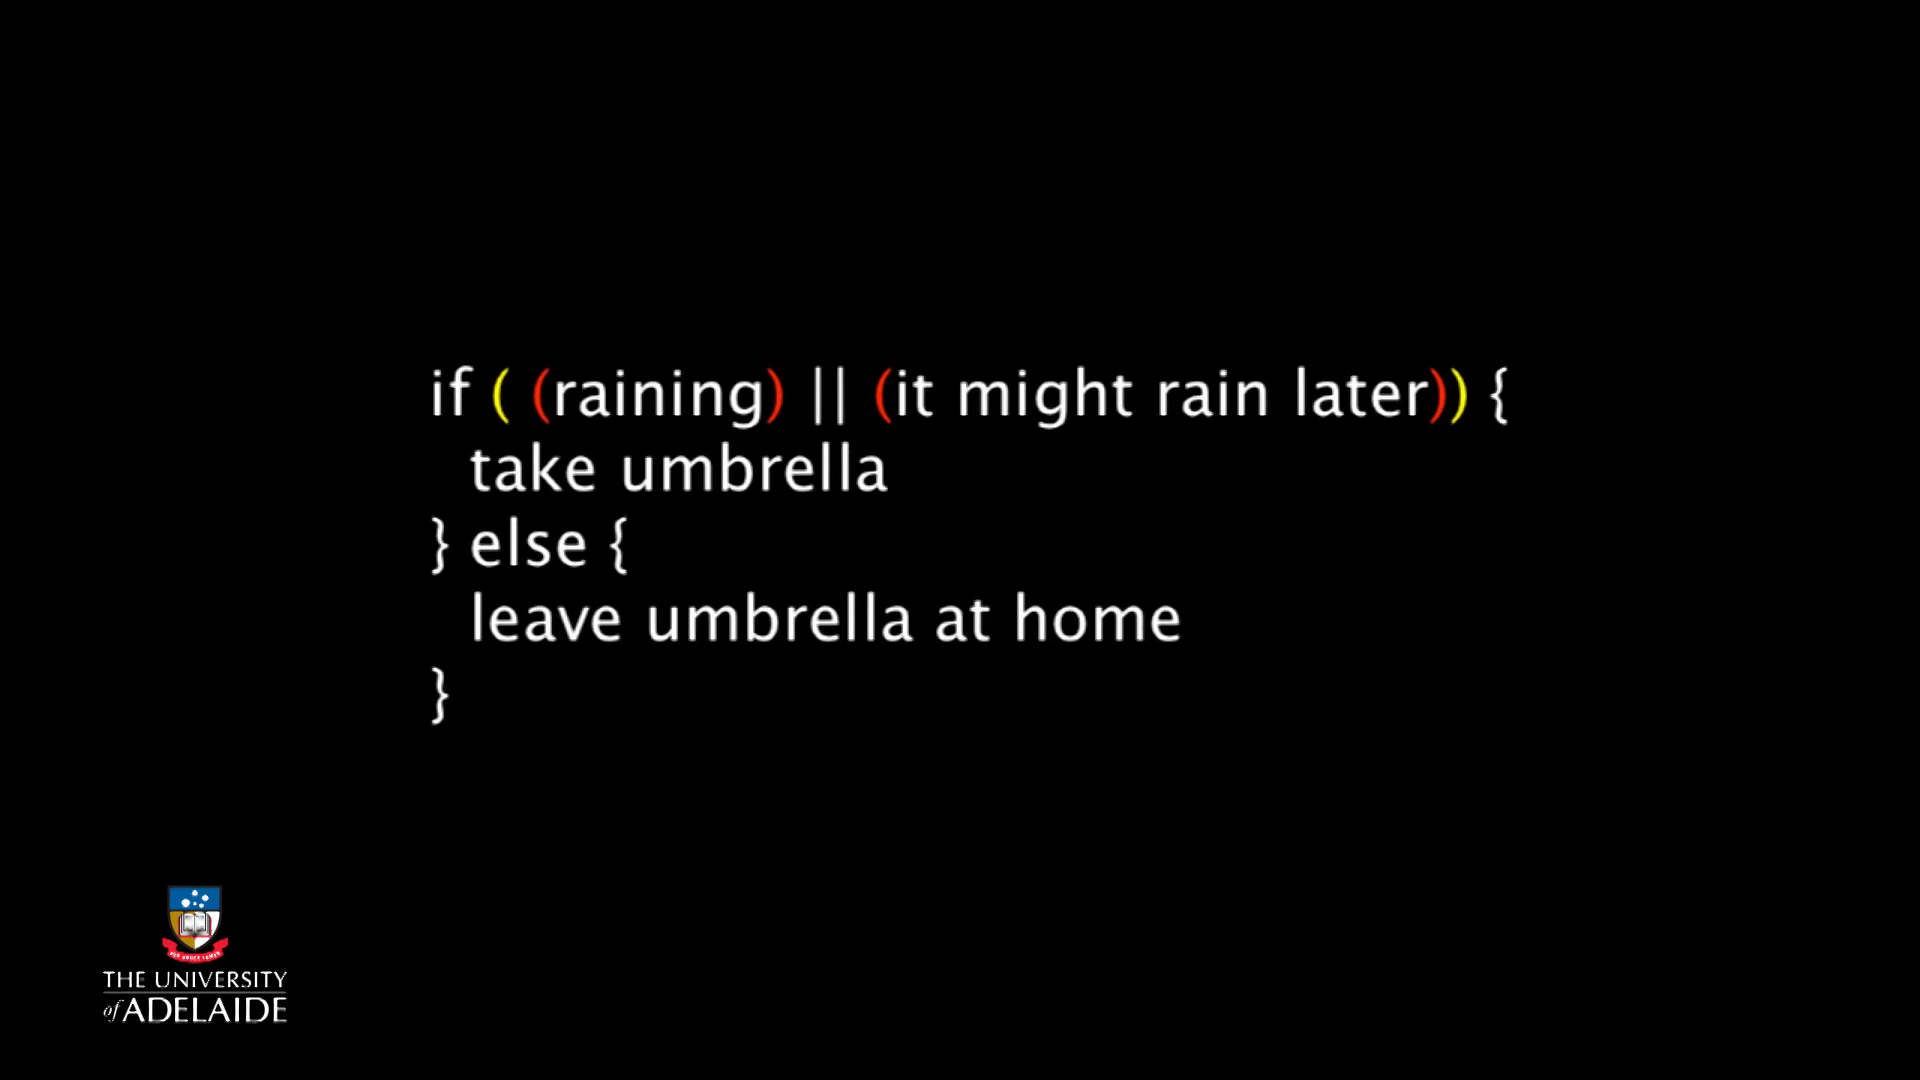 if ( (raining) || (it might rain later)) {
take umbrella
} else {
leave umbrella at home
}
THE UNIVERSITY
of ADELAIDE